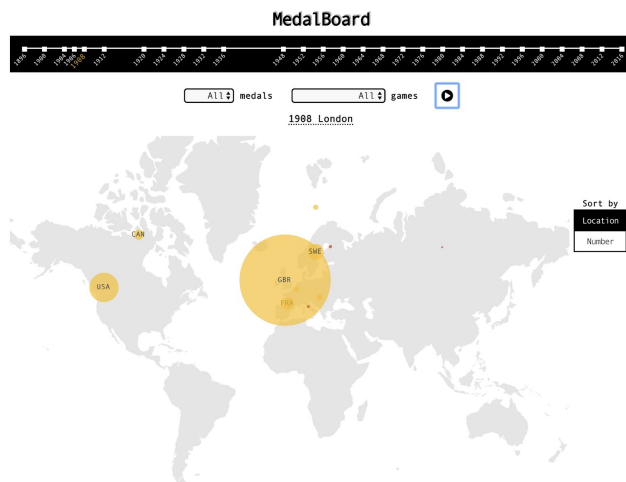 MedalBoard
1896 1900 1904 1906 1908 1912 1920 1924 1928 1932 1936 1948 1952 1956 1960 1964 1968 1972 1976 1980 1984 1988 1992 1996 2000 2004 2008 2012 2016
All medals All games
1908 London
Sort by
Location
Number
CAN
SWE
GBR
USA
FRA